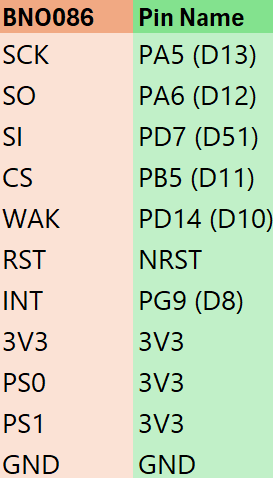 BNO086 Pin Name
SCK PA5 (D13)
SO PA6 (D12)
SI PD7 (D51)
CS PB5 (D11)
WAK PD14 (D10)
RST NRST
INT PG9 (D8)
3V3 3V3
PS0 3V3
PS1 3V3
GND GND